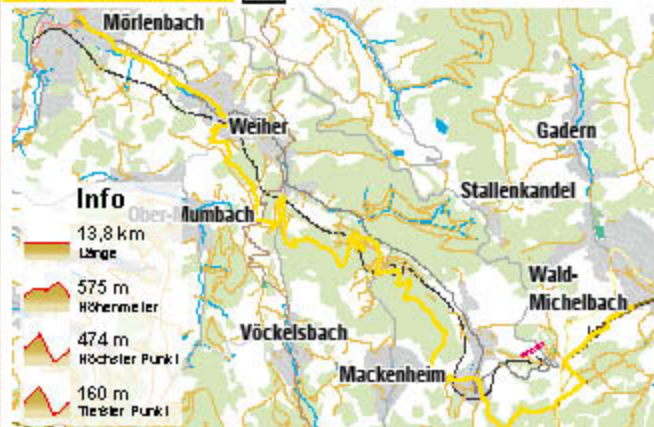 Mörlenbach
Weiher
Gadern
Stallenkandel
Info
Ober-Mumbach
13,8 km
Länge
575 m
Höhenmeter
Wald-
Michelbach
474 m
Höchster Punkt
Vöckelsbach
Mackenheim
160 m
Tiefster Punkt